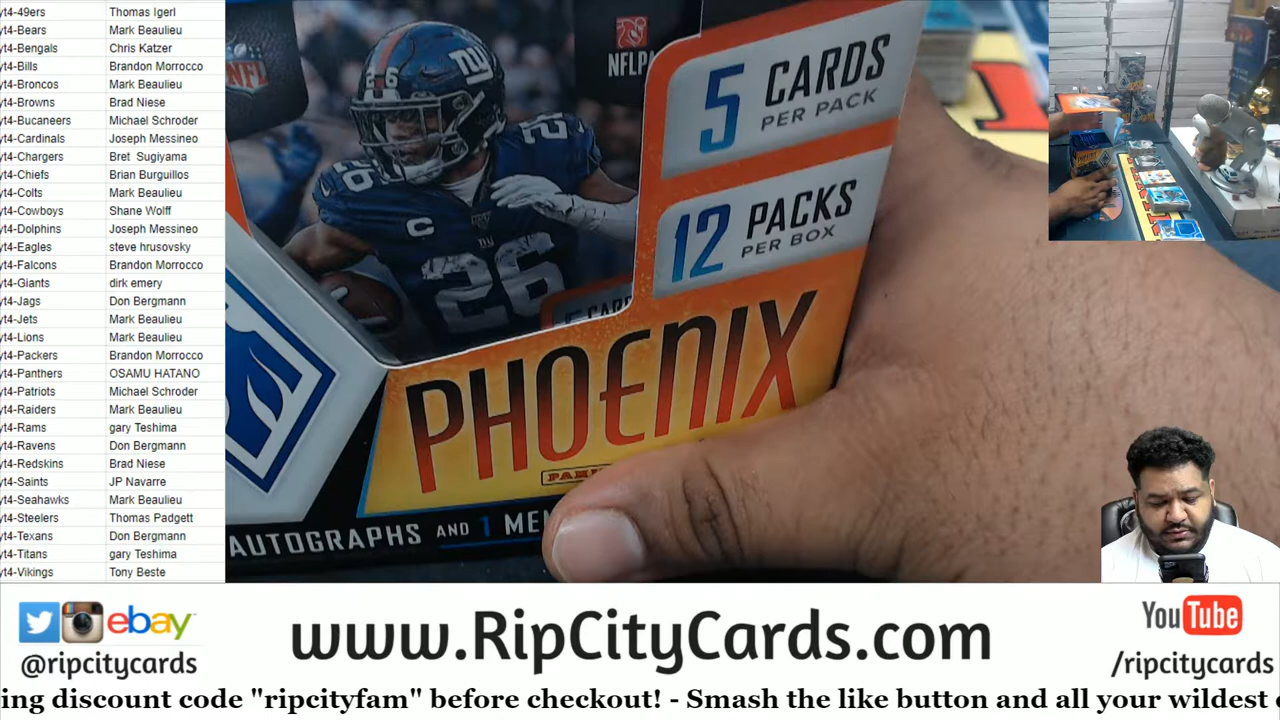 yt4-49ers Thomas Igerl
yt4-Bears Mark Beaulieu
yt4-Bengals Chris Katzer
yt4-Bills Brandon Morrocco
yt4-Broncos Mark Beaulieu
yt4-Browns Brad Niese
yt4-Bucaneers Michael Schroder
yt4-Cardinals Joseph Messineo
yt4-Chargers Bret Sugiyama
yt4-Chiefs Brian Burguillos
yt4-Colts Mark Beaulieu
yt4-Cowboys Shane Wolff
yt4-Dolphins Joseph Messineo
yt4-Eagles steve hrusovsky
yt4-Falcons Brandon Morrocco
yt4-Giants dirk emery
yt4-Jags Don Bergmann
yt4-Jets Mark Beaulieu
yt4-Lions Mark Beaulieu
yt4-Packers Brandon Morrocco
yt4-Panthers OSAMU HATANO
yt4-Patriots Michael Schroder
yt4-Raiders Mark Beaulieu
yt4-Rams gary Teshima
yt4-Ravens Don Bergmann
yt4-Redskins Brad Niese
yt4-Saints JP Navarre
yt4-Seahawks Mark Beaulieu
yt4-Steelers Thomas Padgett
yt4-Texans Don Bergmann
yt4-Titans gary Teshima
yt4-Vikings Tony Beste
NFL
NFLP
ny
26
26
C
26
26
5 CARDS
PER PACK
12 PACKS
PER BOX
PHOENIX
AUTOGRAPHS AND 1 MEM
ebay
@ripcitycards
www.RipCityCards.com
YouTube
/ripcitycards
ing discount code "ripcityfam" before checkout! - Smash the like button and all your wildest